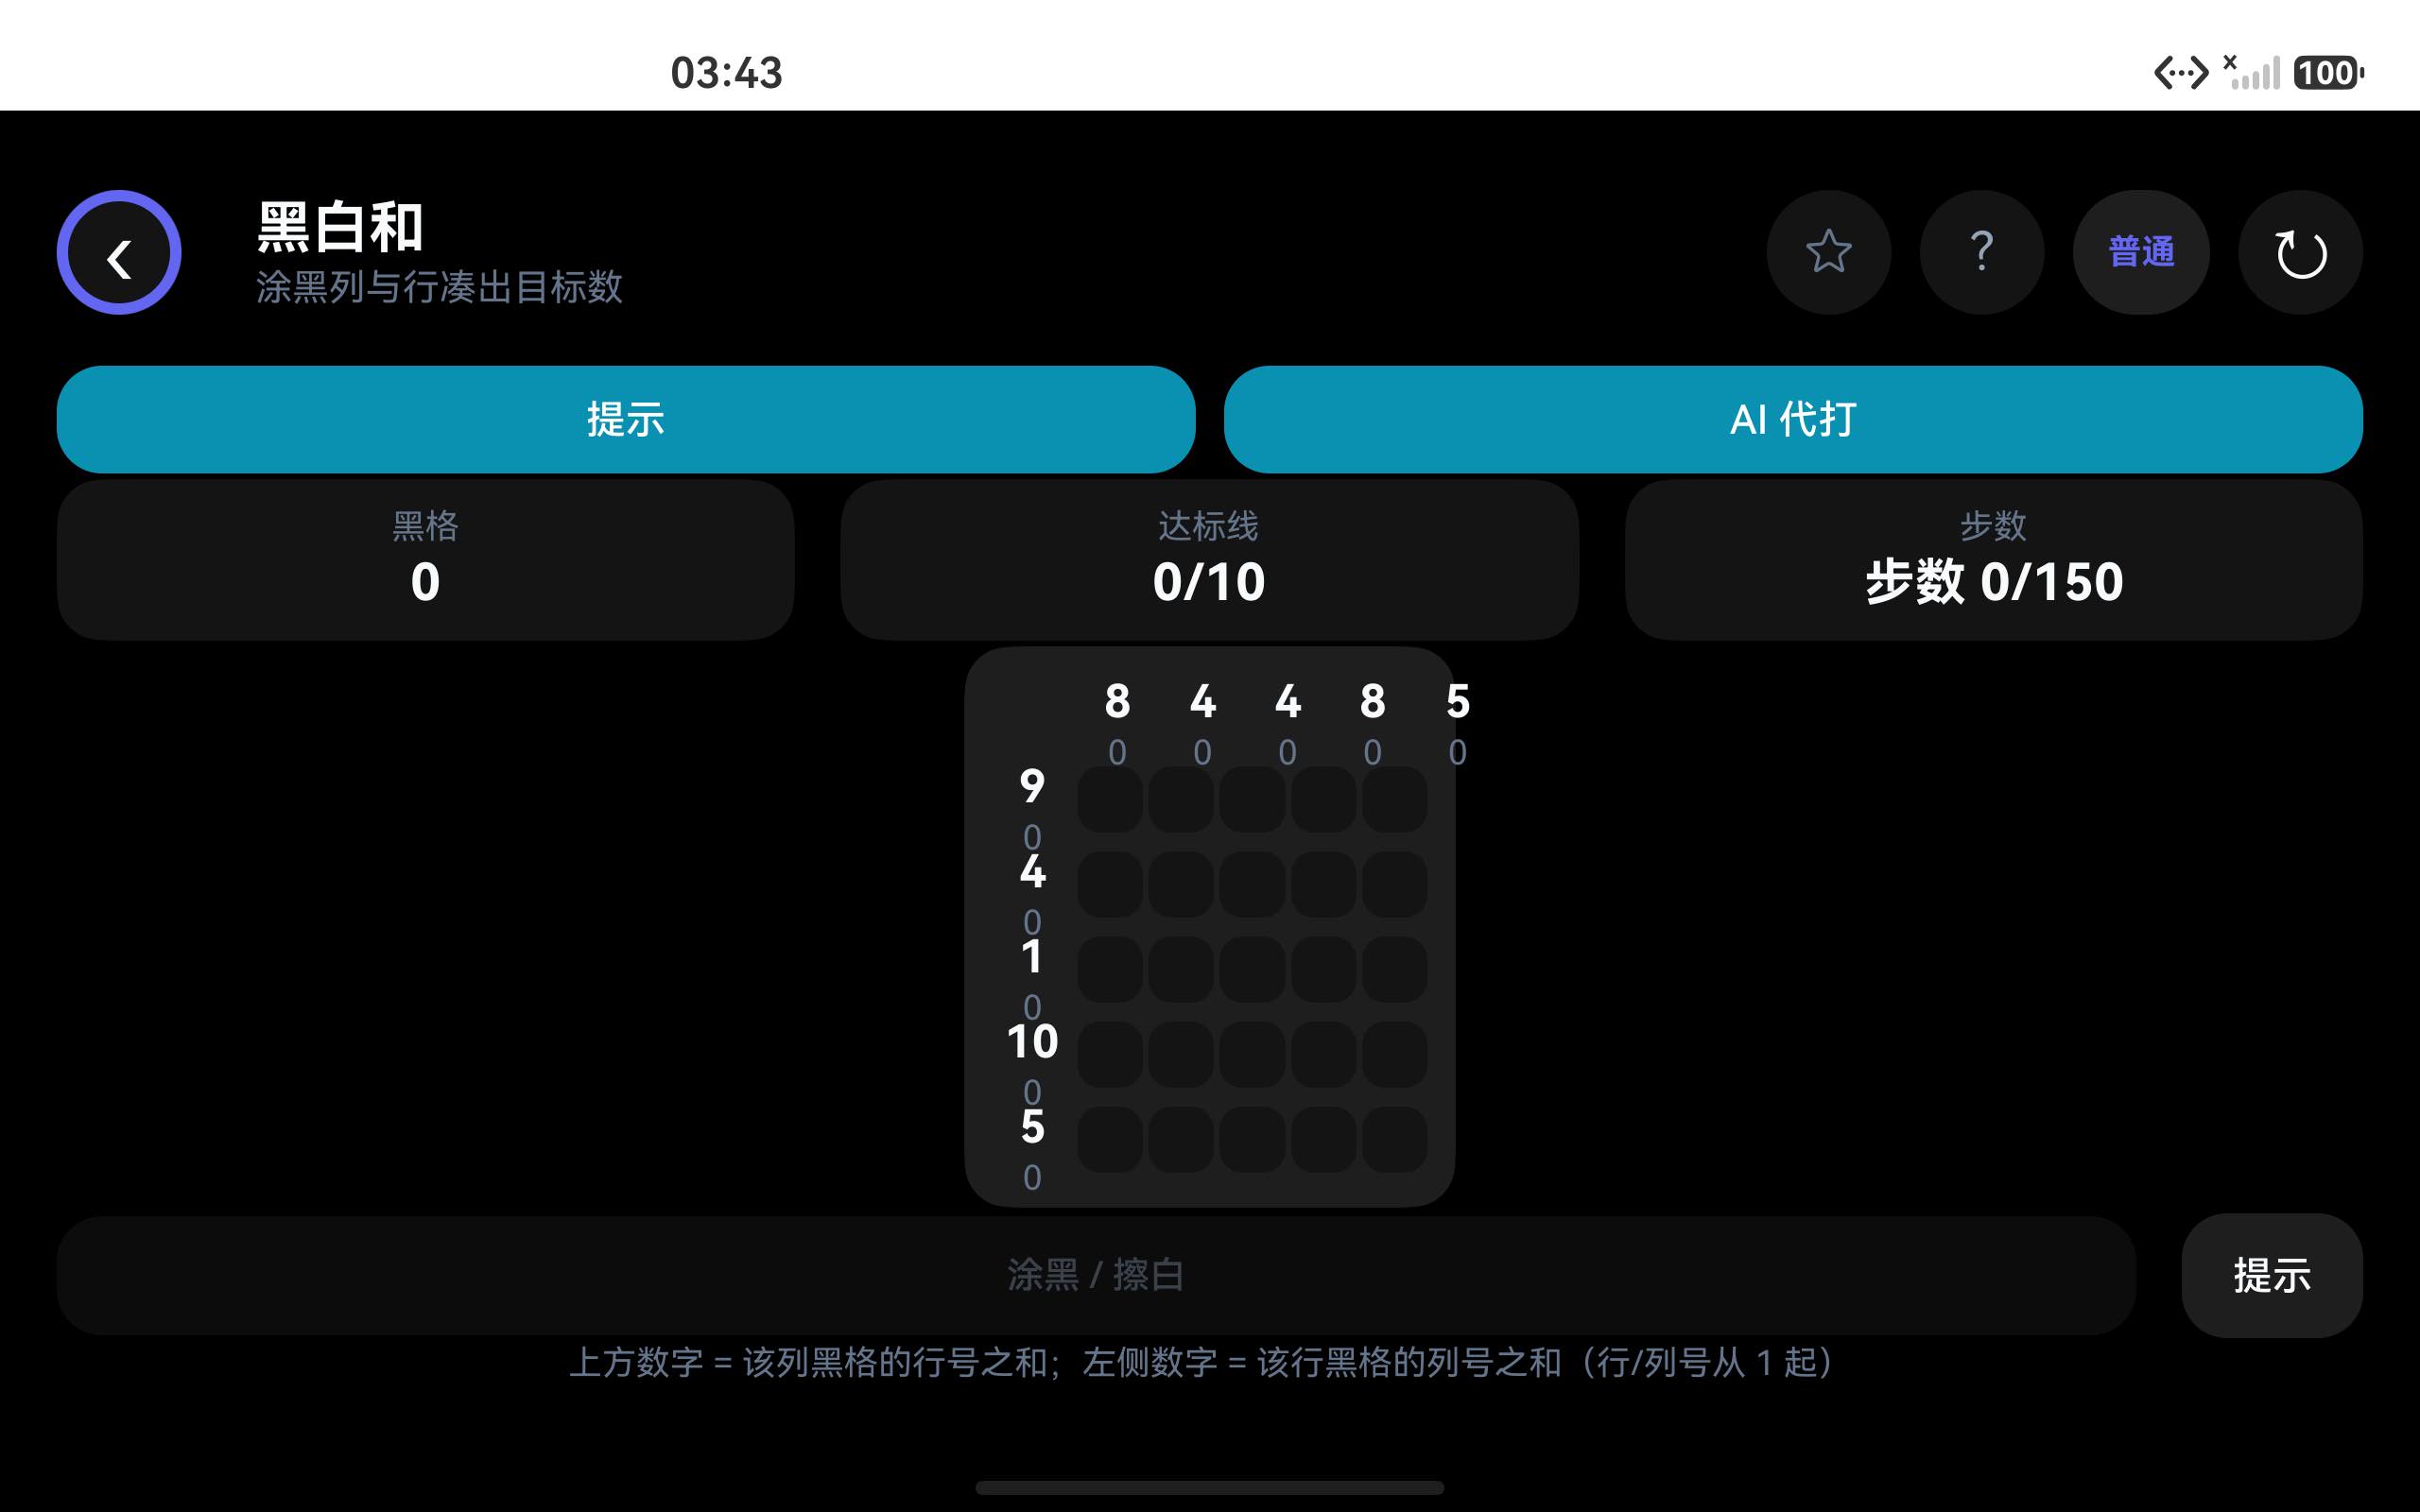 03:43
100
黑白和
涂黑列与行凑出目标数
?
普通
提示
AI 代打
黑格
0
达标线
0/10
步数
步数 0/150
8 4 4 8 5
0 0 0 0 0
9
0
4
0
1
0
10
0
5
0
涂黑 / 擦白
提示
上方数字 = 该列黑格的行号之和；左侧数字 = 该行黑格的列号之和（行/列号从 1 起）